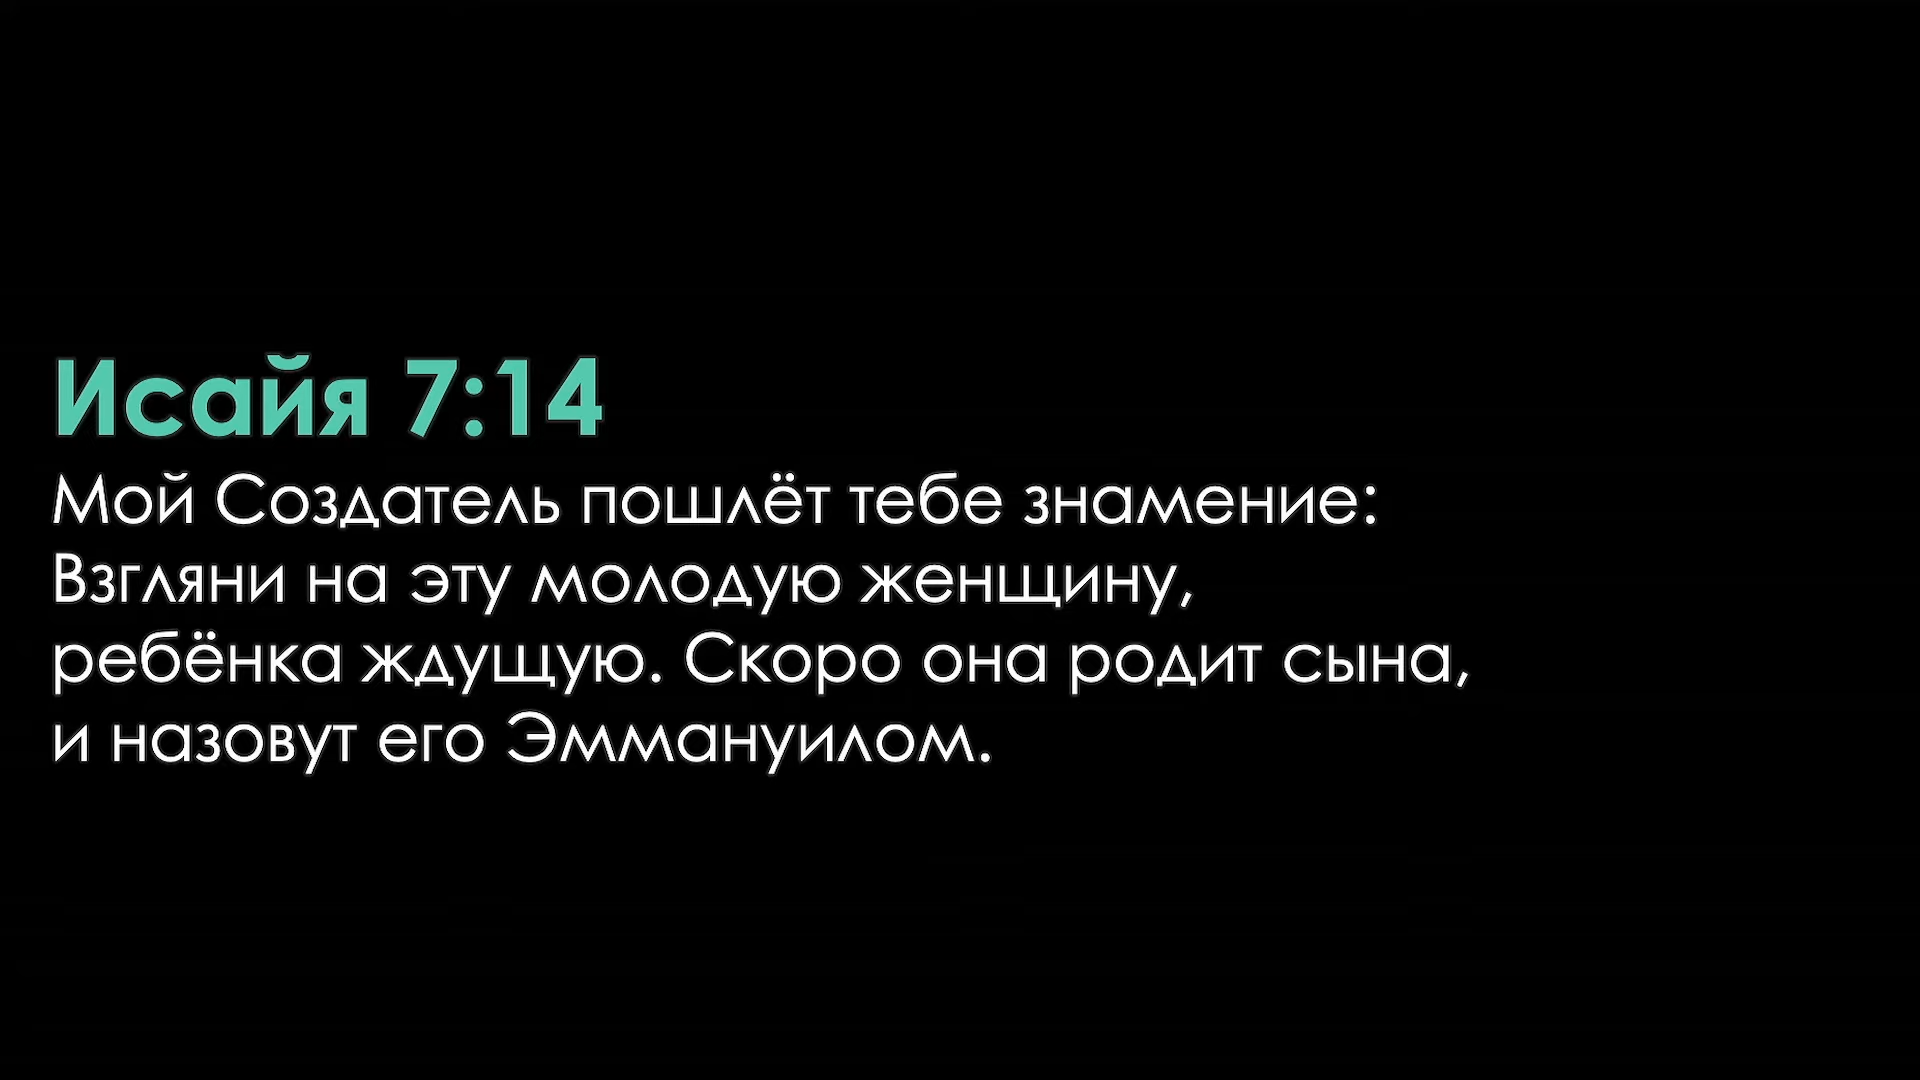 Исайя 7:14
Мой Создатель пошлёт тебе знамение:
Взгляни на эту молодую женщину,
ребёнка ждущую. Скоро она родит сына,
и назовут его Эммануилом.